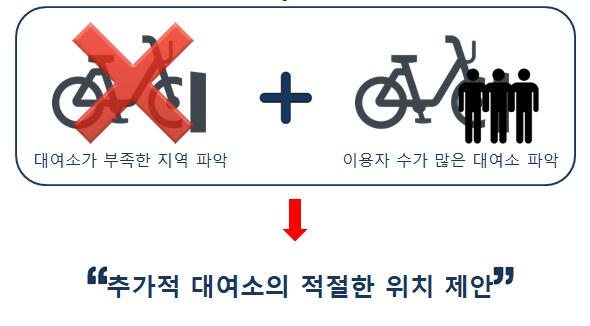 대여소가 부족한 지역 파악
이용자 수가 많은 대여소 파악
“추가적 대여소의 적절한 위치 제안”